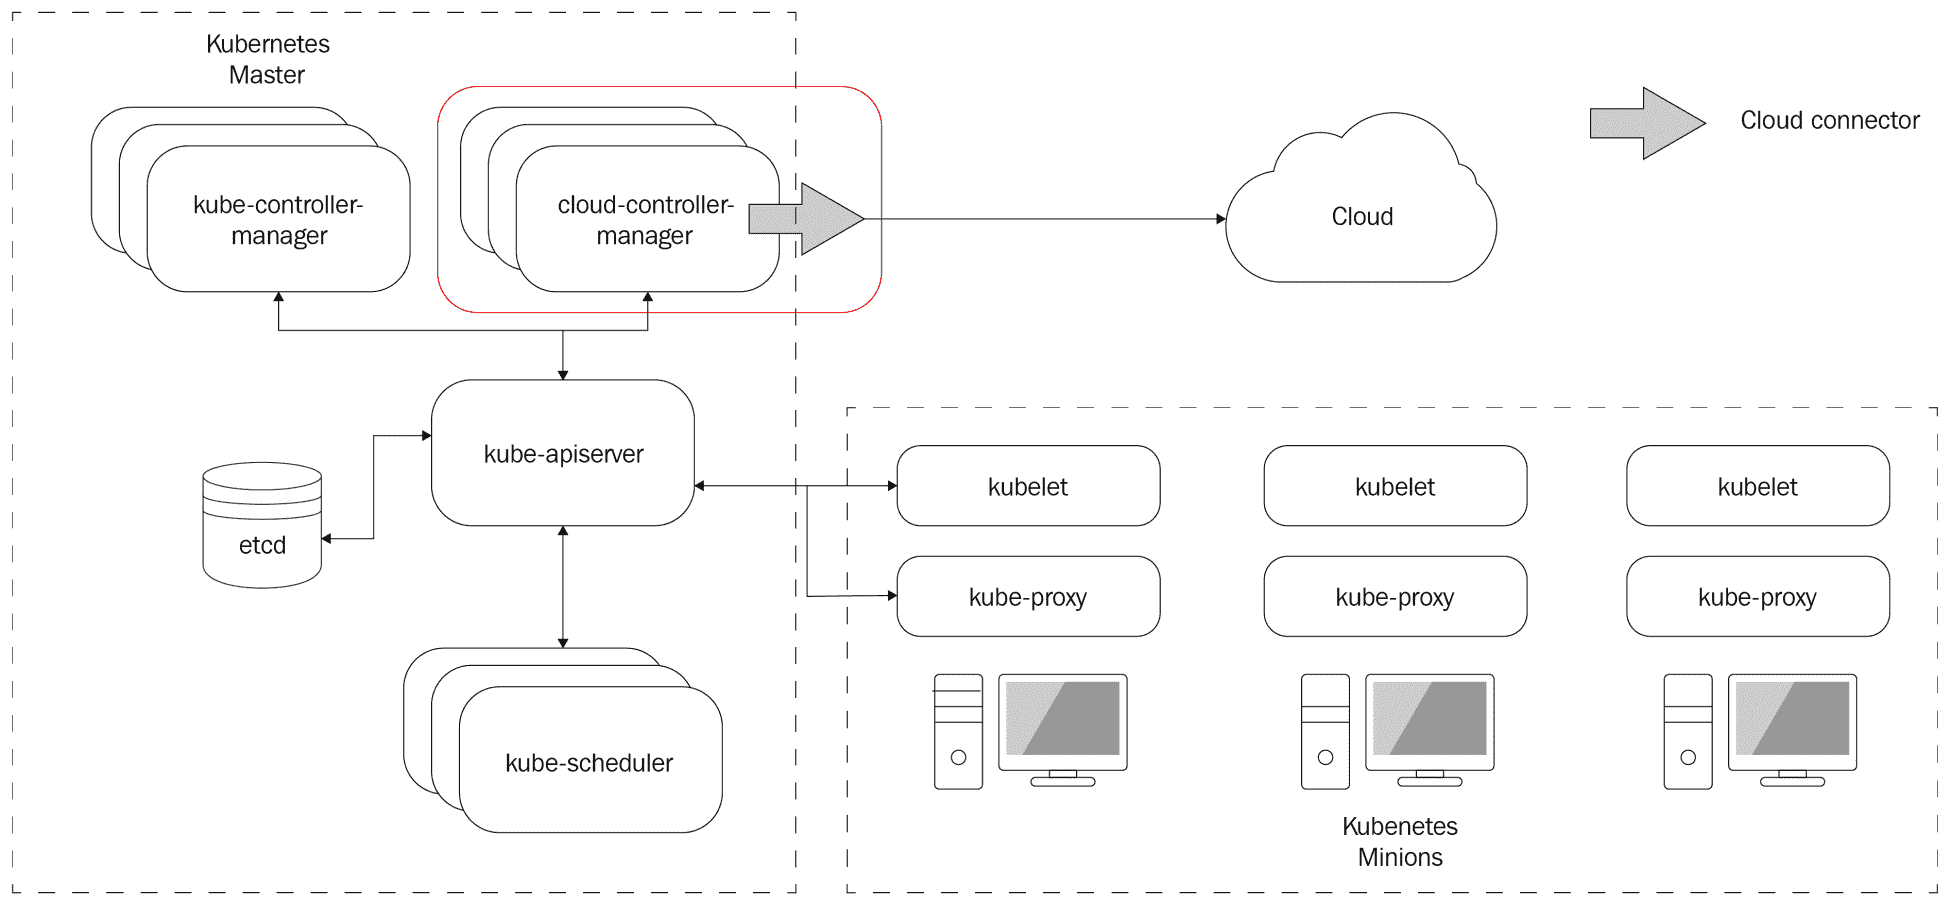 Kubernetes
Master
kube-controller-
manager
cloud-controller-
manager
Cloud
Cloud connector
kube-apiserver
etcd
kube-scheduler
kubelet
kubelet
kubelet
kube-proxy
kube-proxy
kube-proxy
Kubenetes
Minions